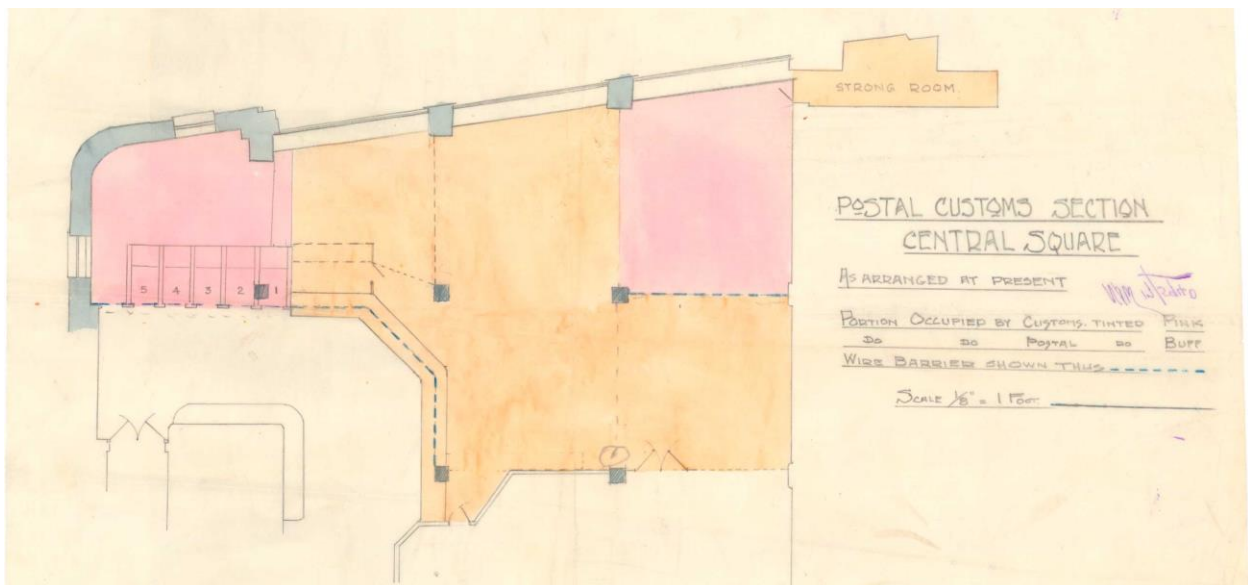 STRONG ROOM
5 4 3 2 1
POSTAL CUSTOMS SECTION
CENTRAL SQUARE
AS ARRANGED AT PRESENT
PORTION OCCUPIED BY CUSTOMS. TINTED PINK
DO DO POSTAL DO BUFF
WIRE BARRIER SHOWN THUS
SCALE 1/8" = 1 FOOT